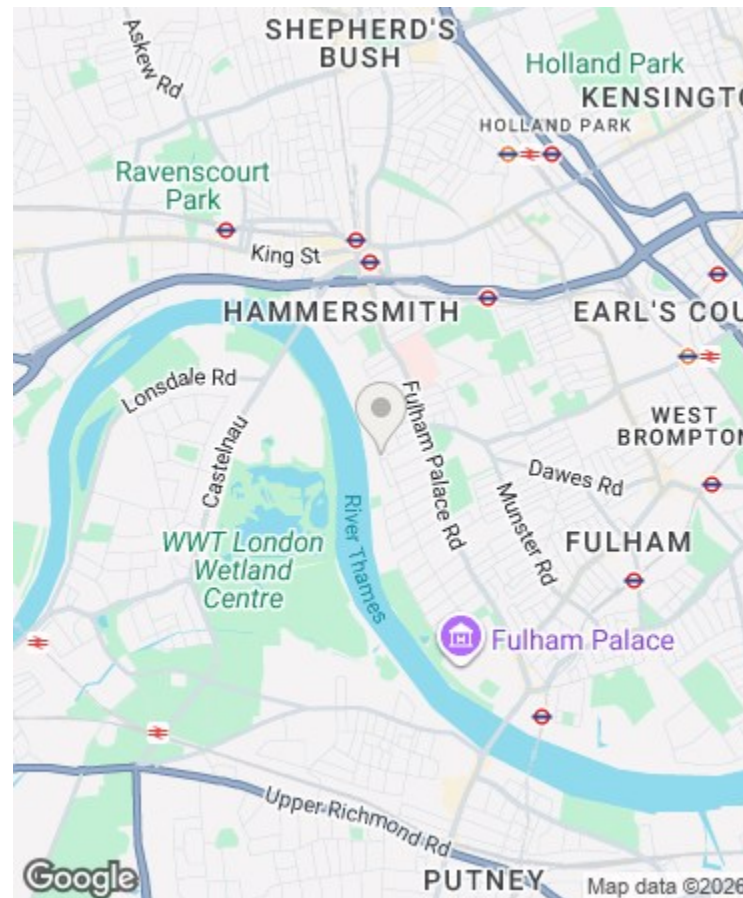 SHEPHERD'S
BUSH
Askew Rd
Holland Park
KENSINGTO
HOLLAND PARK
Ravenscourt
Park
King St
HAMMERSMITH
EARL'S COU
Lonsdale Rd
Castelnau
Fulham Palace Rd
WEST
BROMPTON
Dawes Rd
Munster Rd
River Thames
WWT London
Wetland
Centre
FULHAM
Fulham Palace
Upper Richmond Rd
PUTNEY
Google
Map data ©2026